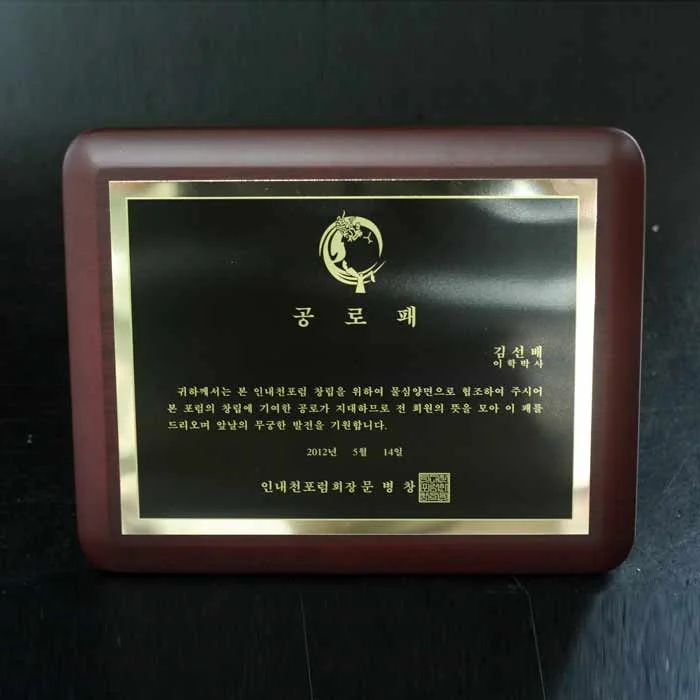 공 로 패
김 선 배
이 학 박 사
귀하께서는 본 인내천포럼 창립을 위하여 물심양면으로 협조하여 주시어
본 포럼의 창립에 기여한 공로가 지대하므로 전 회원의 뜻을 모아 이 패를
드리오며 앞날의 무궁한 발전을 기원합니다.
2012년 5월 14일
인내천포럼회장 문 병 창